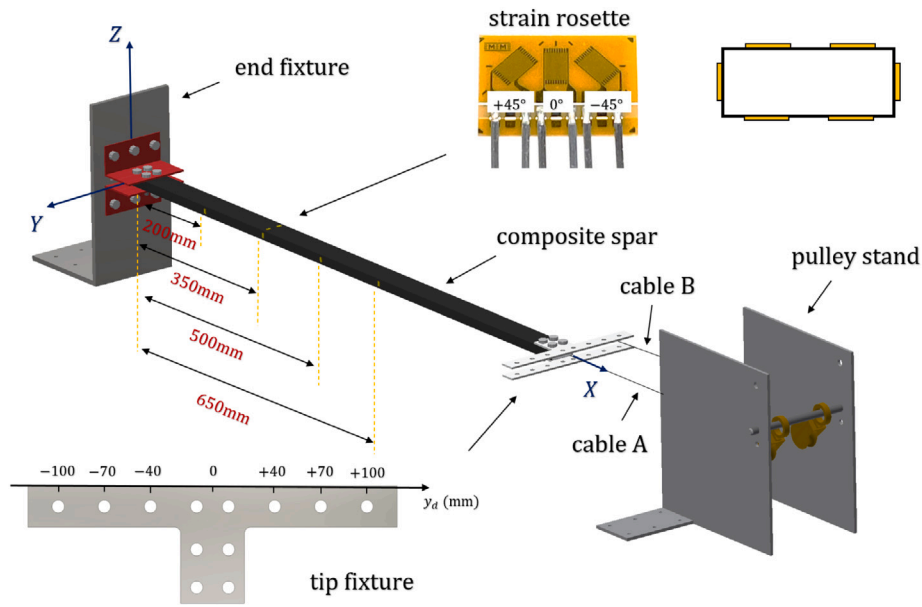 strain rosette
Z
end fixture
+45°
0°
−45°
Y
200mm
350mm
500mm
650mm
composite spar
pulley stand
cable B
X
cable A
−100
−70
−40
0
+40
+70
+100
y_d (mm)
tip fixture